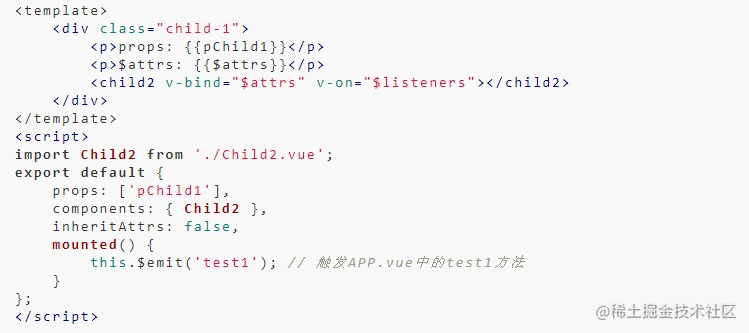 <template>
    <div class="child-1">
        <p>props: {{pChild1}}</p>
        <p>$attrs: {{$attrs}}</p>
        <child2 v-bind="$attrs" v-on="$listeners"></child2>
    </div>
</template>
<script>
import Child2 from './Child2.vue';
export default {
    props: ['pChild1'],
    components: { Child2 },
    inheritAttrs: false,
    mounted() {
        this.$emit('test1'); // 触发APP.vue中的test1方法
    }
};
</script>
@稀土掘金技术社区